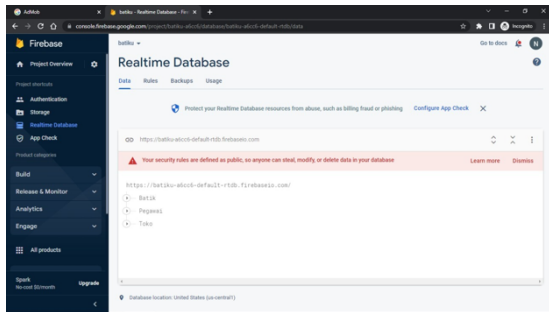 AdMob
batiku - Realtime Database - Fire
console.firebase.google.com/project/batiku-a6cc6/database/batiku-a6cc6-default-rtdb/data
Incognito
Firebase
batiku
Go to docs
N
Project Overview
Realtime Database
Data Rules Backups Usage
Project shortcuts
Authentication
Storage
Realtime Database
App Check
Protect your Realtime Database resources from abuse, such as billing fraud or phishing Configure App Check
https://batiku-a6cc6-default-rtdb.firebaseio.com
Product categories
Your security rules are defined as public, so anyone can steal, modify, or delete data in your database Learn more Dismiss
Build
Release & Monitor
Analytics
Engage
All products
https://batiku-a6cc6-default-rtdb.firebaseio.com/
Batik
Pegawai
Toko
Spark
No-cost $0/month
Upgrade
Database location: United States (us-central1)